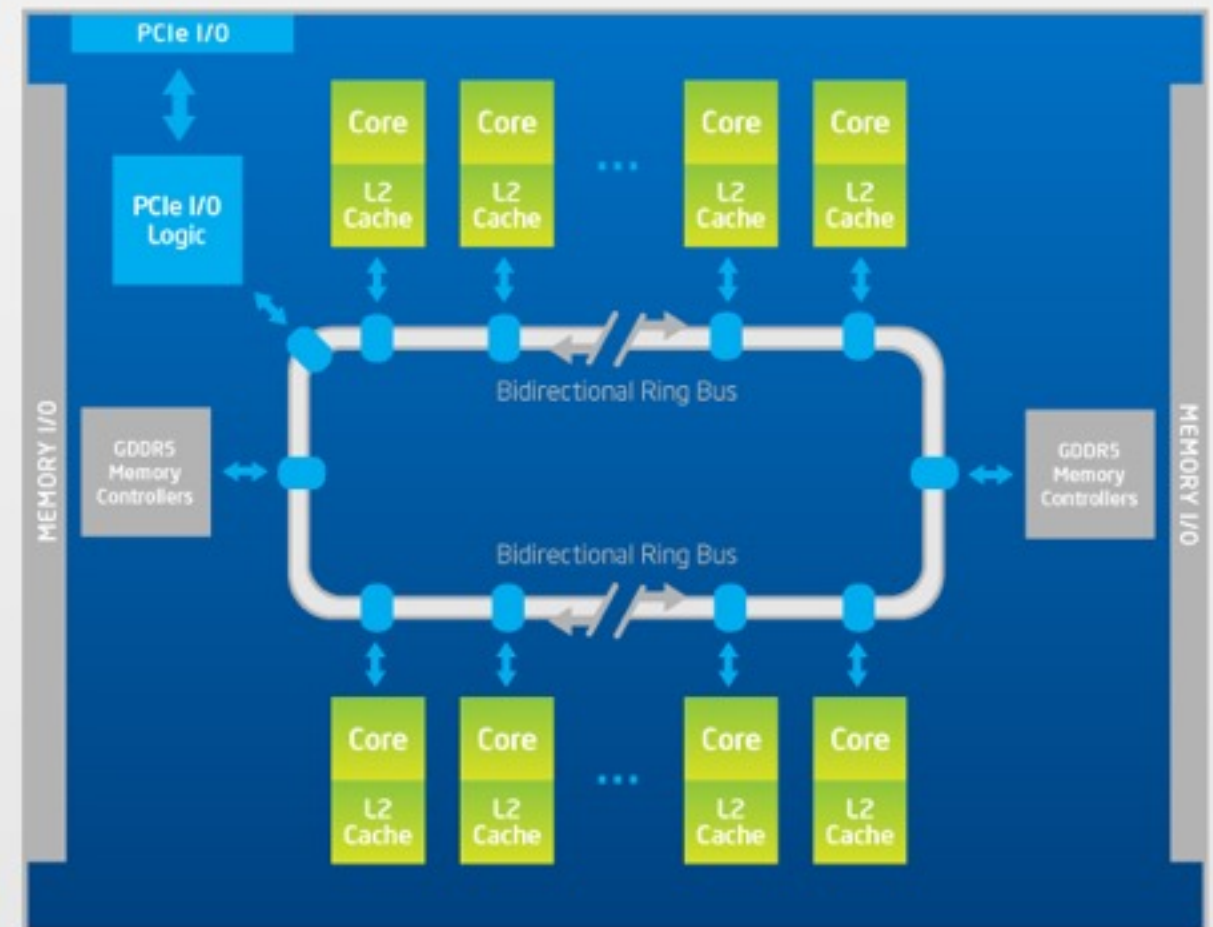 PCIe I/O
PCIe I/O
Logic
Core
L2
Cache
Core
L2
Cache
...
Core
L2
Cache
Core
L2
Cache
Bidirectional Ring Bus
MEMORY I/O
GDDR5
Memory
Controllers
GDDR5
Memory
Controllers
MEMORY I/O
Bidirectional Ring Bus
Core
L2
Cache
Core
L2
Cache
...
Core
L2
Cache
Core
L2
Cache